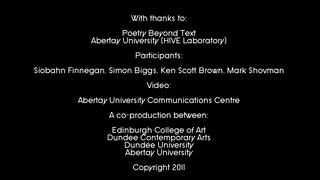 With thanks to:
Poetry Beyond Text
Abertay University (HIVE Laboratory)
Participants:
Siobahn Finnegan, Simon Biggs, Ken Scott Brown, Mark Shovman
Video:
Abertay University Communications Centre
A co-production between:
Edinburgh College of Art
Dundee Contemporary Arts
Dundee University
Abertay University
Copyright 2011